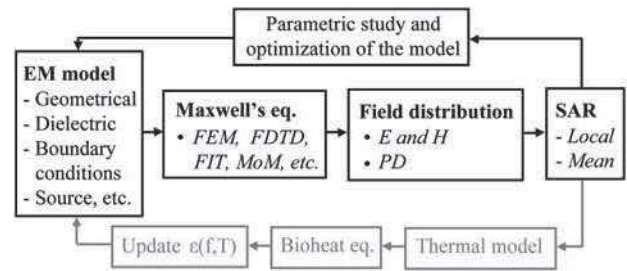 Parametric study and
optimization of the model
EM model
- Geometrical
- Dielectric
- Boundary
conditions
- Source, etc.
Maxwell's eq.
• FEM, FDTD,
FIT, MoM, etc.
Field distribution
• E and H
• PD
SAR
- Local
- Mean
Update ε(f,T)
Bioheat eq.
Thermal model